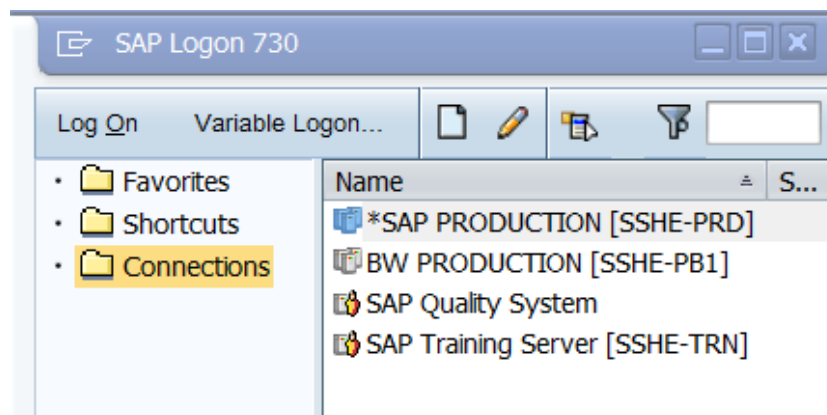 SAP Logon 730
Log On Variable Logon...
Favorites
Shortcuts
Connections
Name S...
*SAP PRODUCTION [SSHE-PRD]
BW PRODUCTION [SSHE-PB1]
SAP Quality System
SAP Training Server [SSHE-TRN]